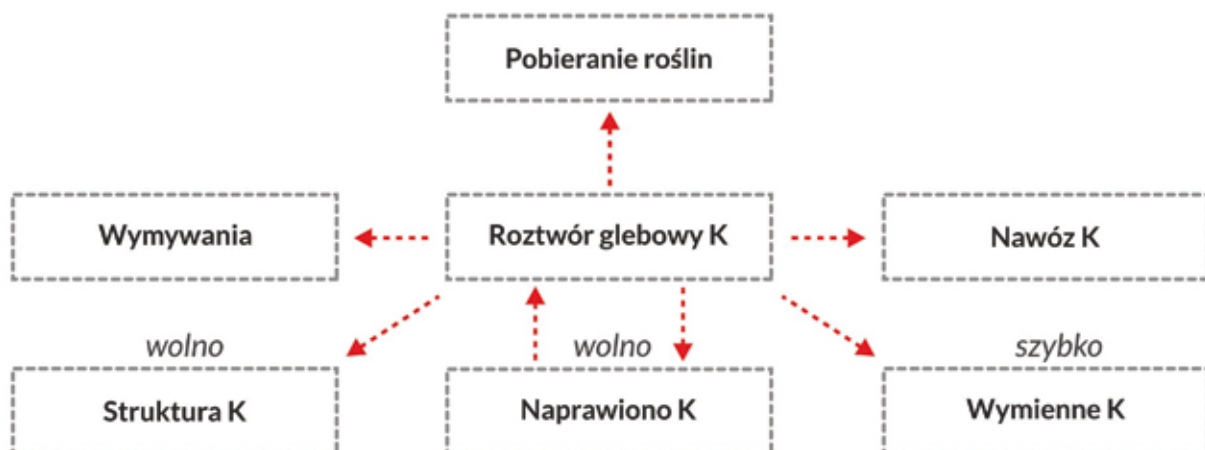 Pobieranie roślin
Wymywania
Roztwór glebowy K
Nawóz K
wolno
wolno
szybko
Struktura K
Naprawiono K
Wymienne K